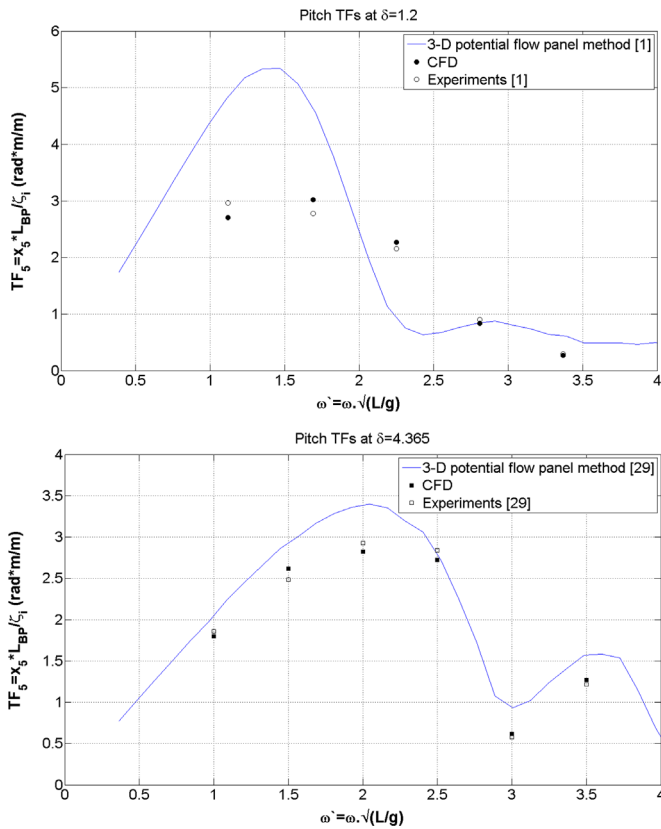 Pitch TFs at δ=1.2
3-D potential flow panel method [1]
CFD
Experiments [1]
TF5=x5*LBP/ζi (rad*m/m)
6
5
4
3
2
1
0
0 0.5 1 1.5 2 2.5 3 3.5 4
ω`=ω.√(L/g)
Pitch TFs at δ=4.365
3-D potential flow panel method [29]
CFD
Experiments [29]
TF5=x5*LBP/ζi (rad*m/m)
4
3.5
3
2.5
2
1.5
1
0.5
0
0 0.5 1 1.5 2 2.5 3 3.5 4
ω`=ω.√(L/g)